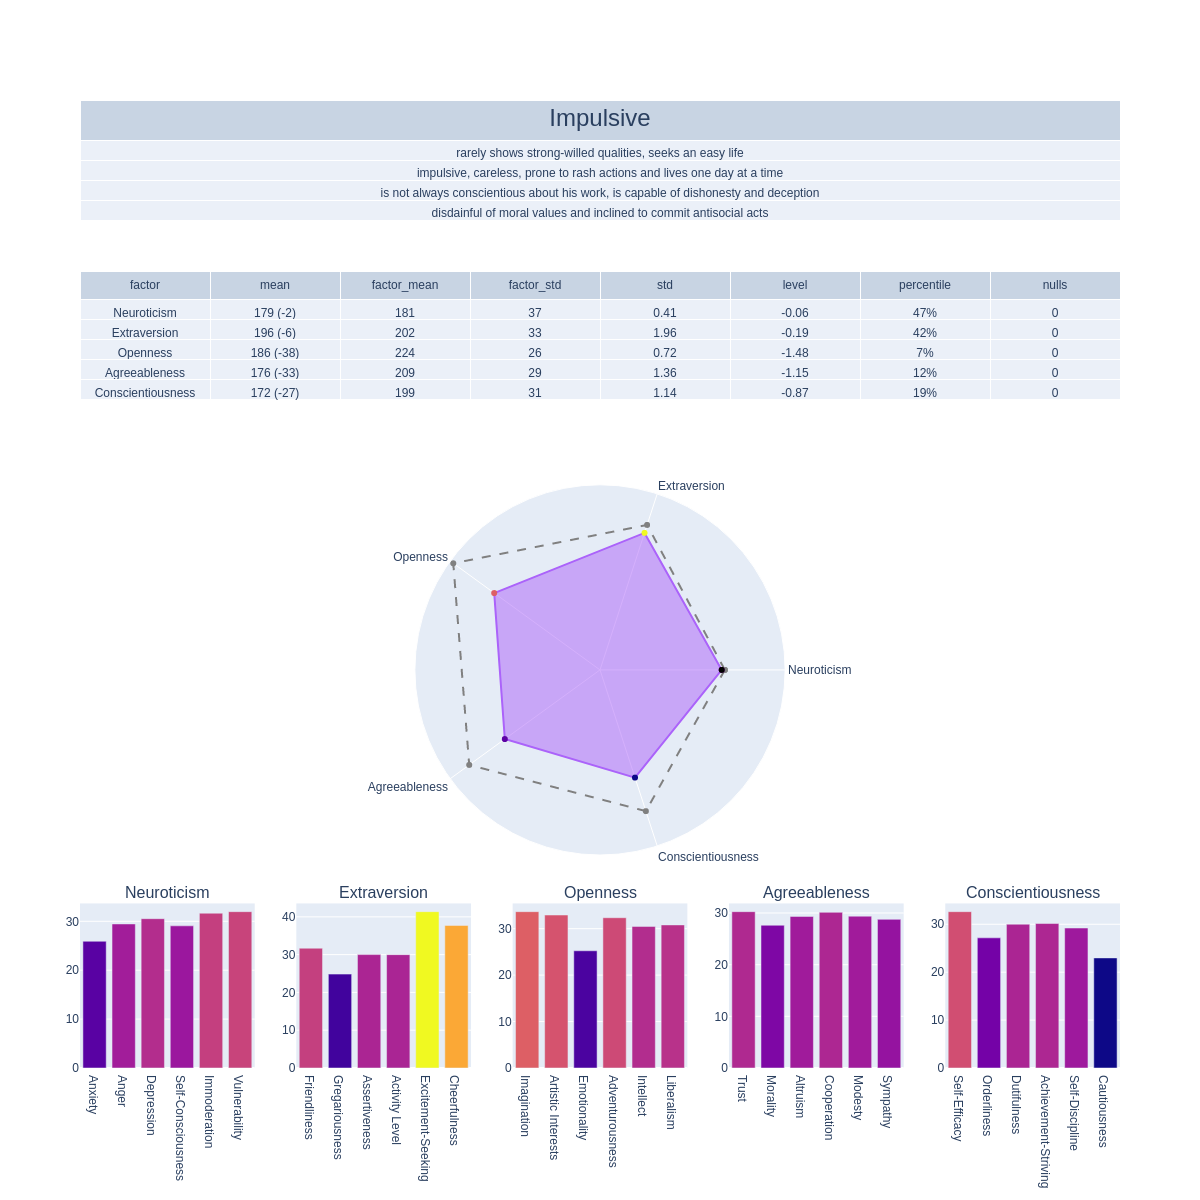 Impulsive
rarely shows strong-willed qualities, seeks an easy life
impulsive, careless, prone to rash actions and lives one day at a time
is not always conscientious about his work, is capable of dishonesty and deception
disdainful of moral values and inclined to commit antisocial acts
factor mean factor_mean factor_std std level percentile nulls
Neuroticism 179 (-2) 181 37 0.41 -0.06 47% 0
Extraversion 196 (-6) 202 33 1.96 -0.19 42% 0
Openness 186 (-38) 224 26 0.72 -1.48 7% 0
Agreeableness 176 (-33) 209 29 1.36 -1.15 12% 0
Conscientiousness 172 (-27) 199 31 1.14 -0.87 19% 0
Extraversion
Openness
Neuroticism
Agreeableness
Conscientiousness
Neuroticism
30
20
10
0
Anxiety
Anger
Depression
Self-Consciousness
Immoderation
Vulnerability
Extraversion
40
30
20
10
0
Friendliness
Gregariousness
Assertiveness
Activity Level
Excitement-Seeking
Cheerfulness
Openness
30
20
10
0
Imagination
Artistic Interests
Emotionality
Adventurousness
Intellect
Liberalism
Agreeableness
30
20
10
0
Trust
Morality
Altruism
Cooperation
Modesty
Sympathy
Conscientiousness
30
20
10
0
Self-Efficacy
Orderliness
Dutifulness
Achievement-Striving
Self-Discipline
Cautiousness